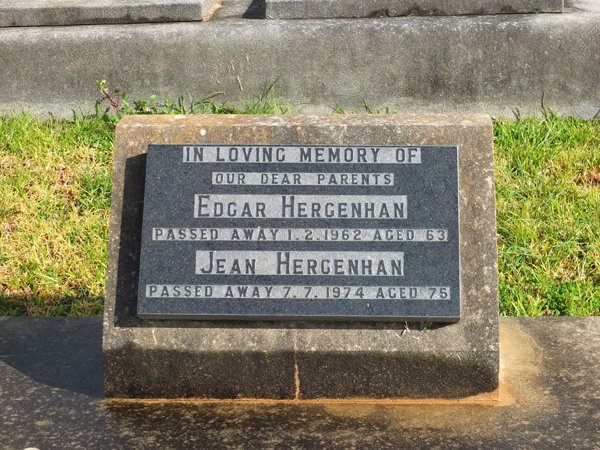 IN LOVING MEMORY OF
OUR DEAR PARENTS
EDGAR HERGENHAN
PASSED AWAY 1.2.1962 AGED 63
JEAN HERGENHAN
PASSED AWAY 7.7.1974 AGED 75